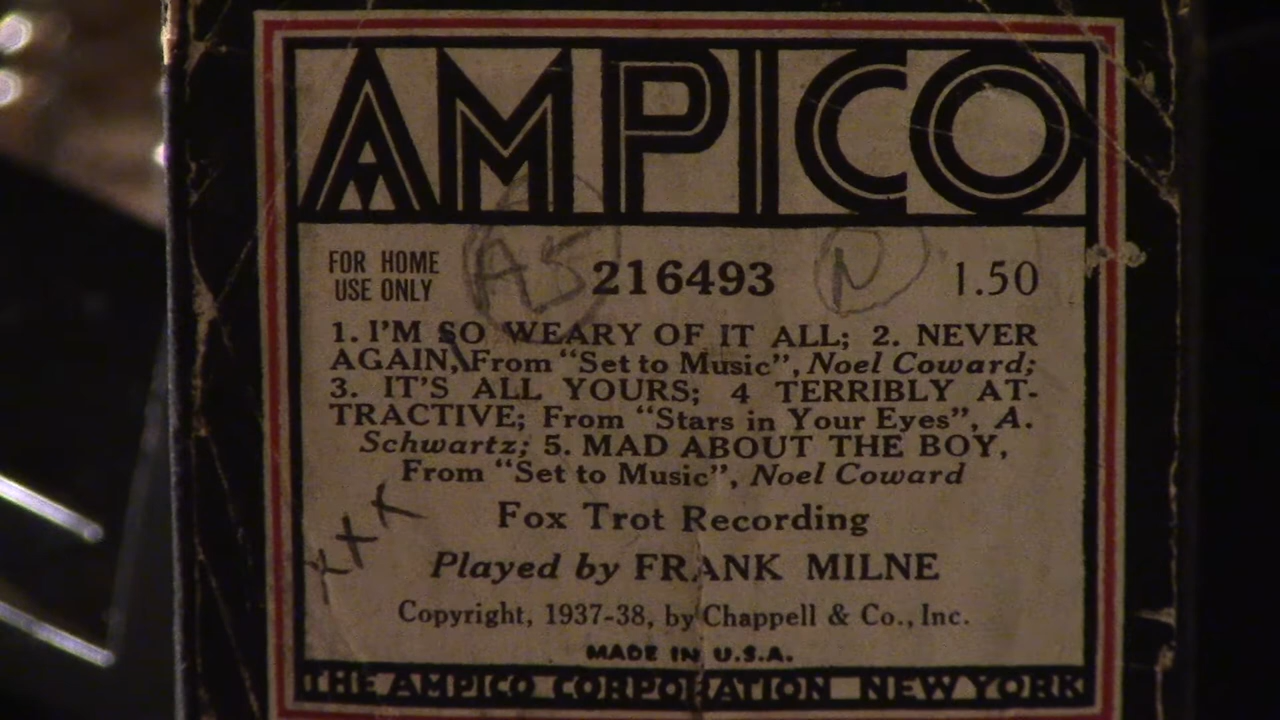 AMPICO
FOR HOME
USE ONLY
A5
216493
N
1.50
1. I'M SO WEARY OF IT ALL; 2. NEVER
AGAIN, From "Set to Music", Noel Coward;
3. IT'S ALL YOURS; 4 TERRIBLY AT-
TRACTIVE; From "Stars in Your Eyes", A.
Schwartz; 5. MAD ABOUT THE BOY,
From "Set to Music", Noel Coward
Fox Trot Recording
xxx
Played by FRANK MILNE
Copyright, 1937-38, by Chappell & Co., Inc.
MADE IN U.S.A.
THE AMPICO CORPORATION NEW YORK